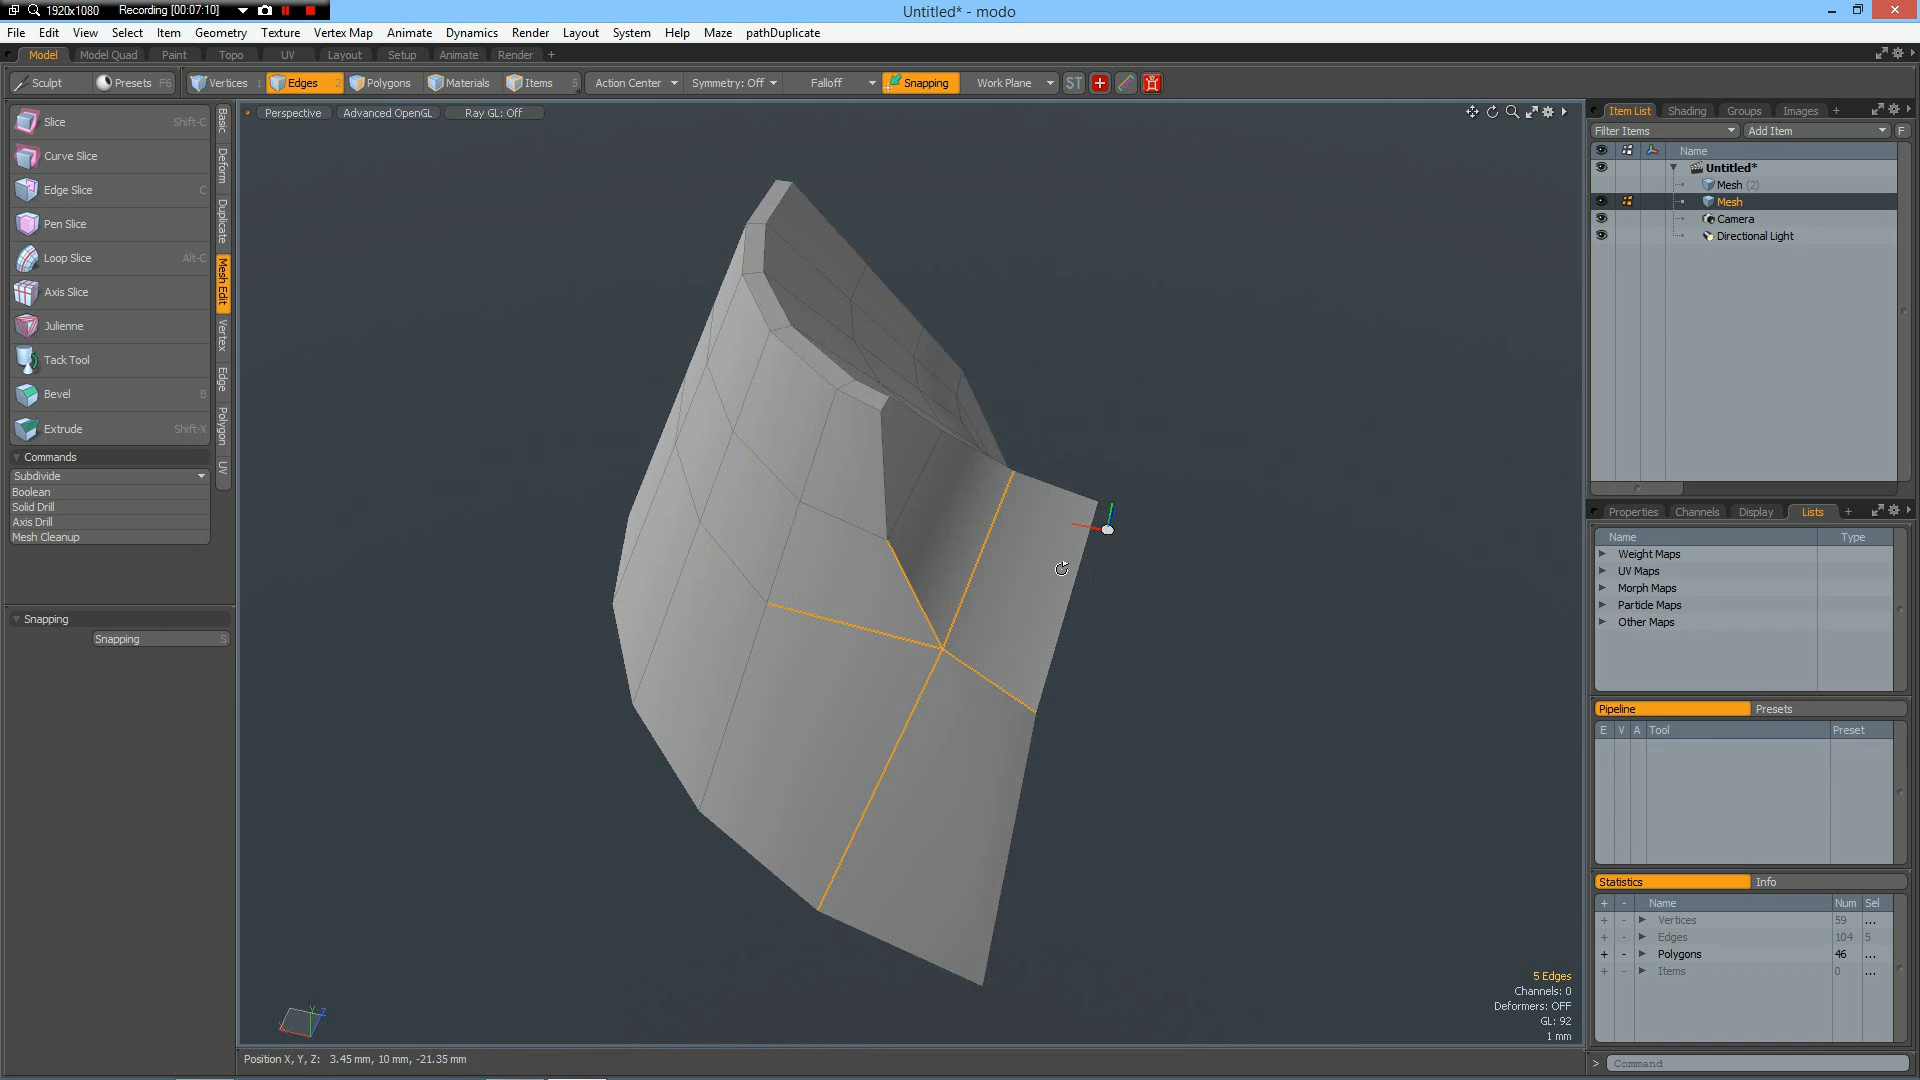 1920x1080 Recording [00:07:10]
Untitled* - modo
File Edit View Select Item Geometry Texture Vertex Map Animate Dynamics Render Layout System Help Maze pathDuplicate
Model Model Quad Paint Topo UV Layout Setup Animate Render +
Sculpt Presets F6 Vertices 1 Edges 2 Polygons Materials Items 5 Action Center Symmetry: Off Falloff Snapping Work Plane ST
Perspective Advanced OpenGL Ray GL: Off
Slice Shift-C
Curve Slice
Edge Slice C
Pen Slice
Loop Slice Alt-C
Axis Slice
Julienne
Tack Tool
Bevel B
Extrude Shift-X
Commands
Subdivide
Boolean
Solid Drill
Axis Drill
Mesh Cleanup
Snapping
Snapping S
Basic
Deform
Duplicate
Mesh Edit
Vertex
Edge
Polygon
UV
Item List Shading Groups Images +
Filter Items Add Item F
Name
Untitled*
Mesh (2)
Mesh
Camera
Directional Light
Properties Channels Display Lists +
Name Type
Weight Maps
UV Maps
Morph Maps
Particle Maps
Other Maps
Pipeline Presets
E V A Tool Preset
Statistics Info
+ - Name Num Sel
+ - Vertices 59 ...
+ - Edges 104 5
+ - Polygons 46 ...
+ - Items 0 ...
5 Edges
Channels: 0
Deformers: OFF
GL: 92
1 mm
X Y Z
Position X, Y, Z: 3.45 mm, 10 mm, -21.35 mm
> Command